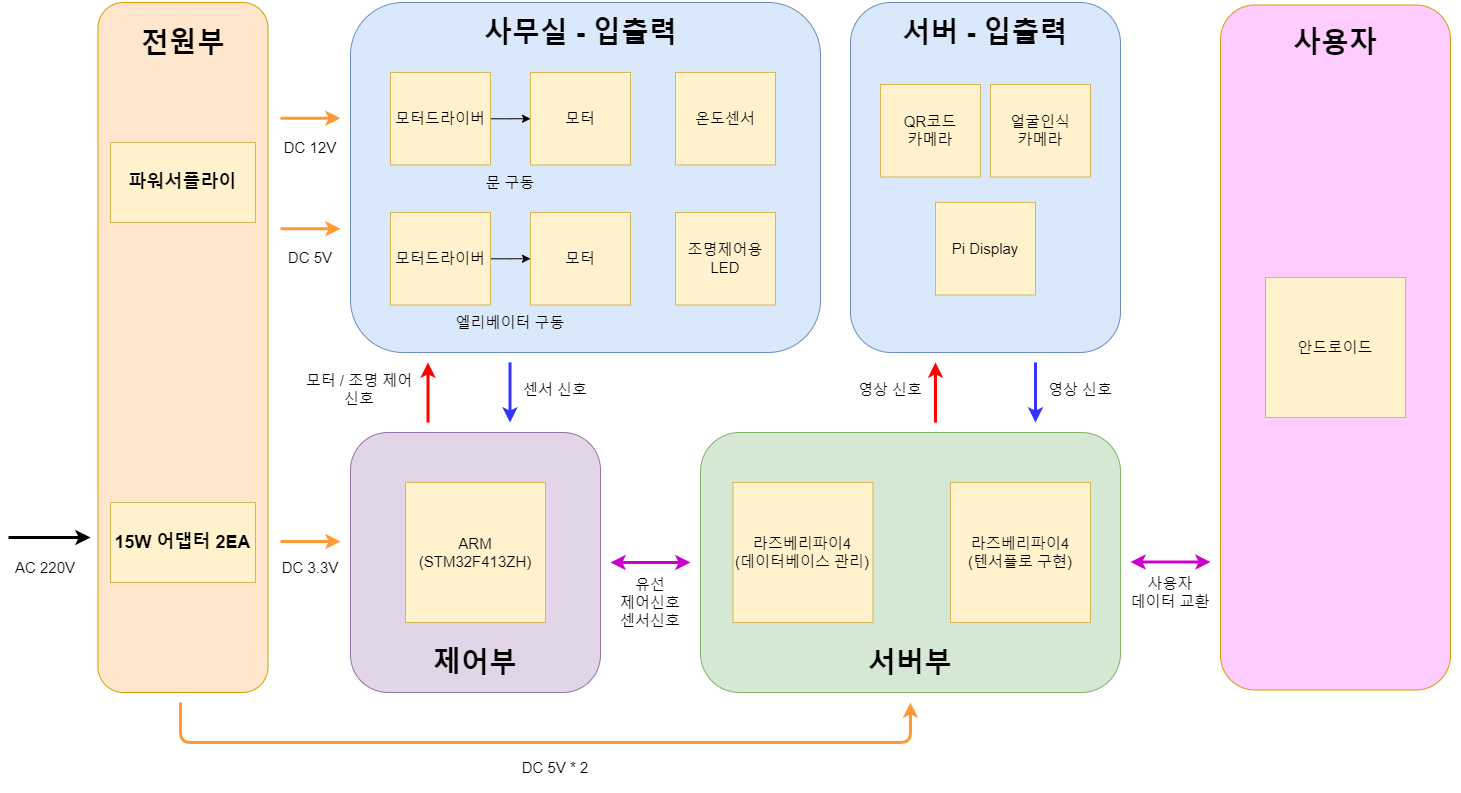 전원부
파워서플라이
15W 어댑터 2EA
AC 220V
DC 12V
DC 5V
DC 3.3V
사무실 - 입출력
모터드라이버
모터
온도센서
문 구동
모터드라이버
모터
조명제어용
LED
엘리베이터 구동
서버 - 입출력
QR코드
카메라
얼굴인식
카메라
Pi Display
사용자
안드로이드
모터 / 조명 제어
신호
센서 신호
영상 신호
영상 신호
ARM
(STM32F413ZH)
제어부
유선
제어신호
센서신호
라즈베리파이4
(데이터베이스 관리)
라즈베리파이4
(텐서플로 구현)
서버부
사용자
데이터 교환
DC 5V * 2